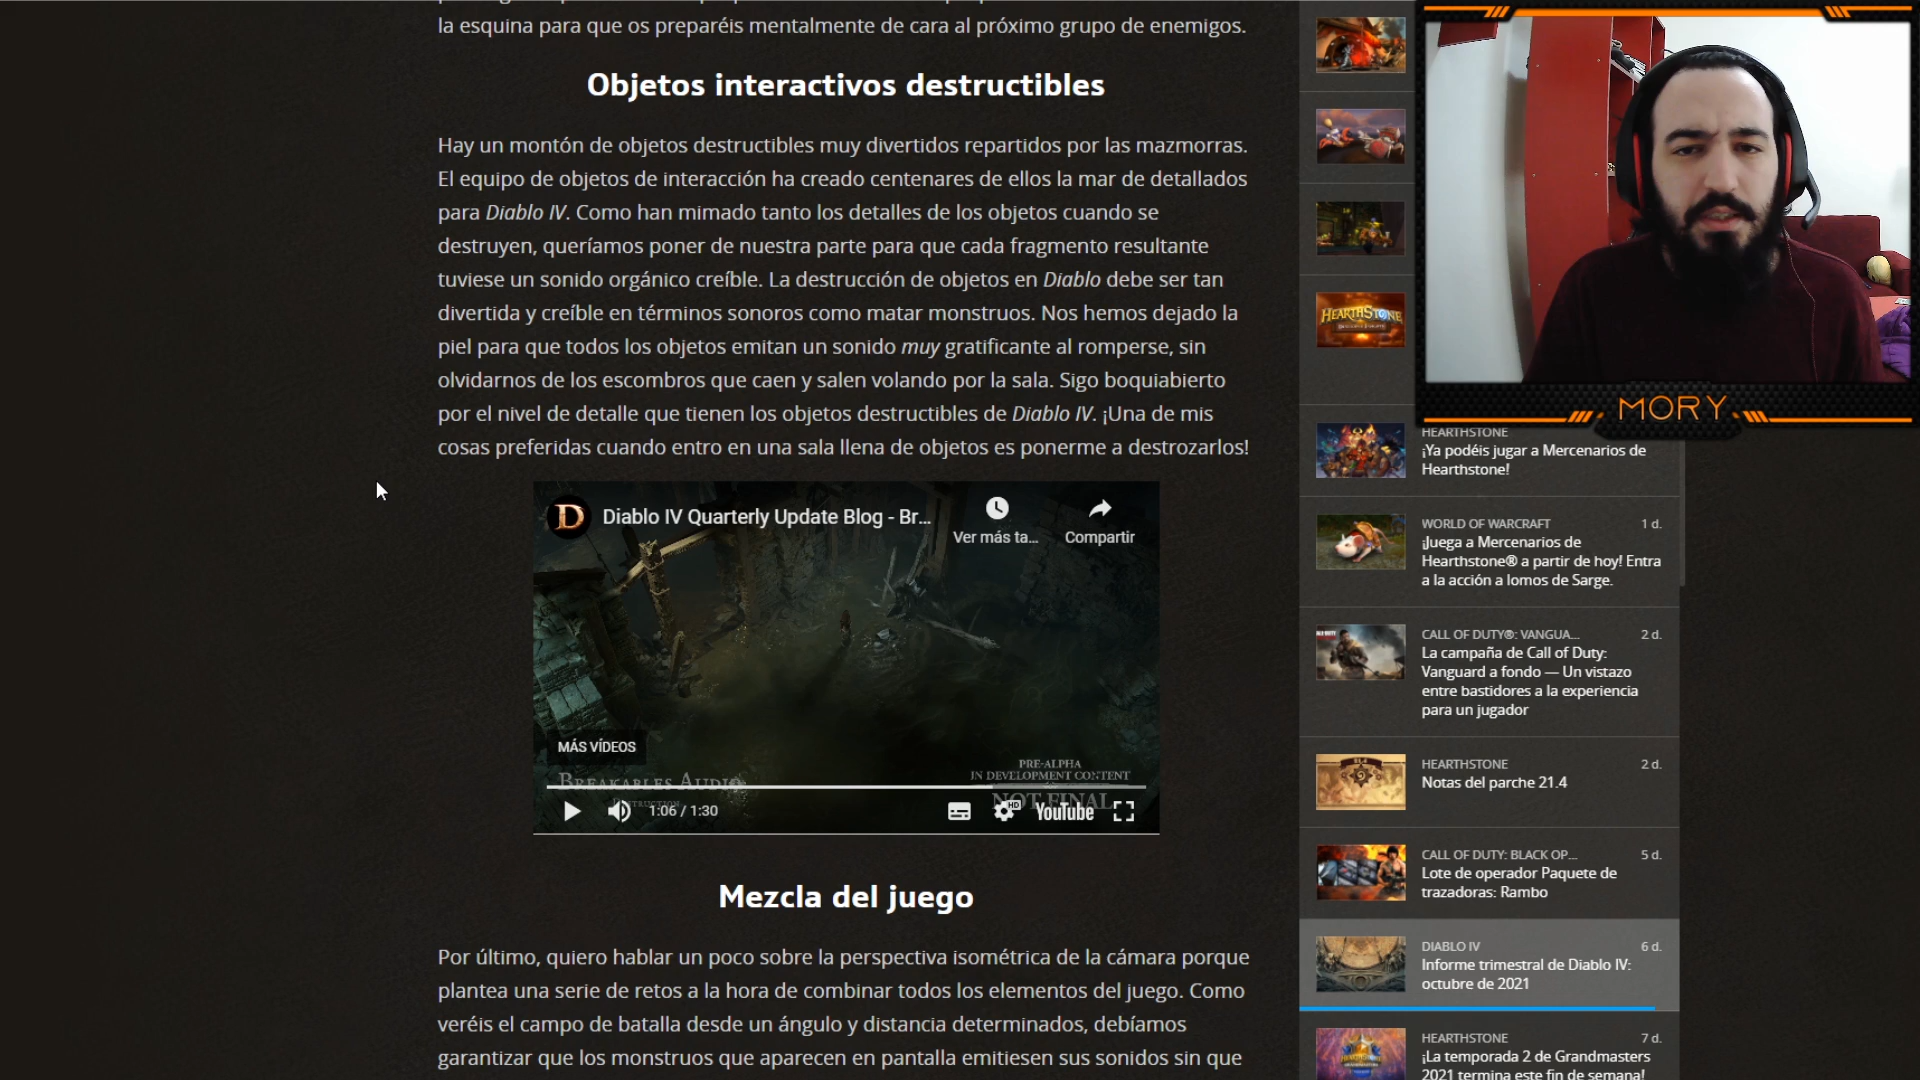 la esquina para que os preparéis mentalmente de cara al próximo grupo de enemigos.
Objetos interactivos destructibles
Hay un montón de objetos destructibles muy divertidos repartidos por las mazmorras.
El equipo de objetos de interacción ha creado centenares de ellos la mar de detallados
para Diablo IV. Como han mimado tanto los detalles de los objetos cuando se
destruyen, queríamos poner de nuestra parte para que cada fragmento resultante
tuviese un sonido orgánico creíble. La destrucción de objetos en Diablo debe ser tan
divertida y creíble en términos sonoros como matar monstruos. Nos hemos dejado la
piel para que todos los objetos emitan un sonido muy gratificante al romperse, sin
olvidarnos de los escombros que caen y salen volando por la sala. Sigo boquiabierto
por el nivel de detalle que tienen los objetos destructibles de Diablo IV. ¡Una de mis
cosas preferidas cuando entro en una sala llena de objetos es ponerme a destrozarlos!
Diablo IV Quarterly Update Blog - Br...
Ver más ta...
Compartir
MÁS VÍDEOS
BREAKABLES AUDIO
PRE-ALPHA
IN DEVELOPMENT CONTENT
NOT FINAL
1:06 / 1:30
HD
YouTube
Mezcla del juego
Por último, quiero hablar un poco sobre la perspectiva isométrica de la cámara porque
plantea una serie de retos a la hora de combinar todos los elementos del juego. Como
veréis el campo de batalla desde un ángulo y distancia determinados, debíamos
garantizar que los monstruos que aparecen en pantalla emitiesen sus sonidos sin que
MORY
HEARTHSTONE
HEARTHSTONE
¡Ya podéis jugar a Mercenarios de
Hearthstone!
WORLD OF WARCRAFT 1 d.
¡Juega a Mercenarios de
Hearthstone® a partir de hoy! Entra
a la acción a lomos de Sarge.
CALL OF DUTY®: VANGUA... 2 d.
La campaña de Call of Duty:
Vanguard a fondo — Un vistazo
entre bastidores a la experiencia
para un jugador
HEARTHSTONE 2 d.
Notas del parche 21.4
CALL OF DUTY: BLACK OP... 5 d.
Lote de operador Paquete de
trazadoras: Rambo
DIABLO IV 6 d.
Informe trimestral de Diablo IV:
octubre de 2021
HEARTHSTONE 7 d.
¡La temporada 2 de Grandmasters
2021 termina este fin de semana!